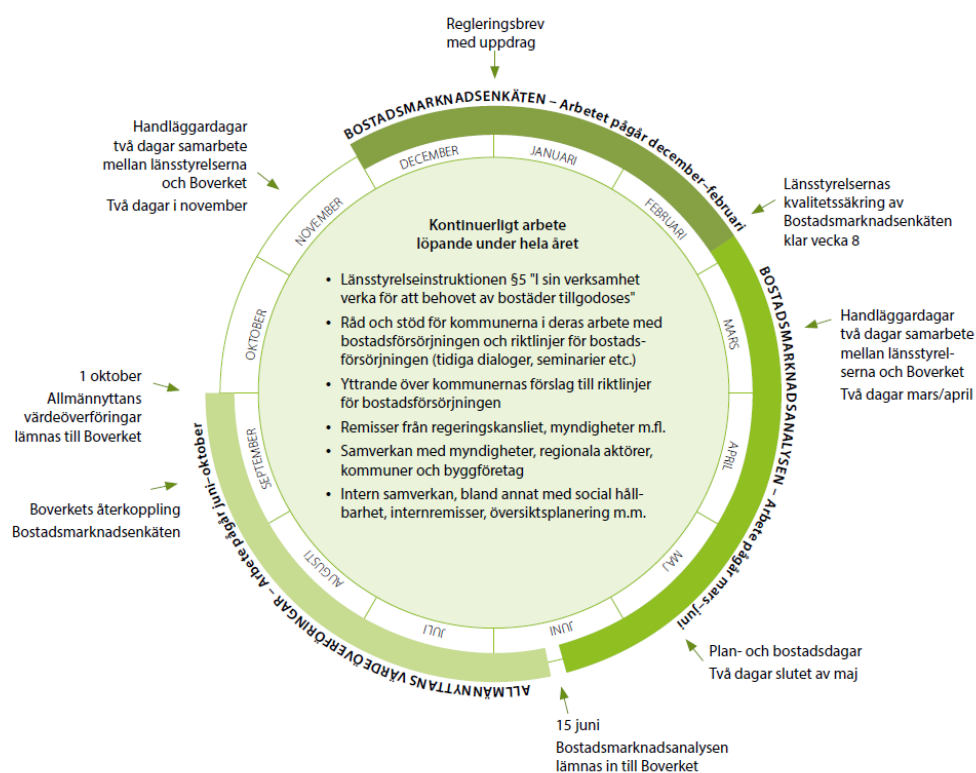 Regleringsbrev
med uppdrag
BOSTADSMARKNADSENKÄTEN – Arbetet pågår december–februari
Handläggardagar
två dagar samarbete
mellan länsstyrelserna
och Boverket
Två dagar i november
Länsstyrelsernas
kvalitetssäkring av
Bostadsmarknadsenkäten
klar vecka 8
BOSTADSMARKNADSANALYSEN – Arbete pågår mars–juni
Handläggardagar
två dagar samarbete
mellan länsstyrel-
serna och Boverket
Två dagar mars/april
Plan- och bostadsdagar
Två dagar slutet av maj
15 juni
Bostadsmarknadsanalysen
lämnas in till Boverket
ALLMÄNNYTTANS VÄRDEÖVERFÖRINGAR – Arbete pågår juni–oktober
Boverkets återkoppling
Bostadsmarknadsenkäten
1 oktober
Allmännyttans
värdeöverföringar
lämnas till Boverket
JANUARI
FEBRUARI
MARS
APRIL
MAJ
JUNI
JULI
AUGUSTI
SEPTEMBER
OKTOBER
NOVEMBER
DECEMBER
Kontinuerligt arbete
löpande under hela året
• Länsstyrelseinstruktionen §5 "I sin verksamhet
verka för att behovet av bostäder tillgodoses"
• Råd och stöd för kommunerna i deras arbete med
bostadsförsörjningen och riktlinjer för bostads-
försörjningen (tidiga dialoger, seminarier etc.)
• Yttrande över kommunernas förslag till riktlinjer
för bostadsförsörjningen
• Remisser från regeringskansliet, myndigheter m.fl.
• Samverkan med myndigheter, regionala aktörer,
kommuner och byggföretag
• Intern samverkan, bland annat med social håll-
barhet, internremisser, översiktsplanering m.m.